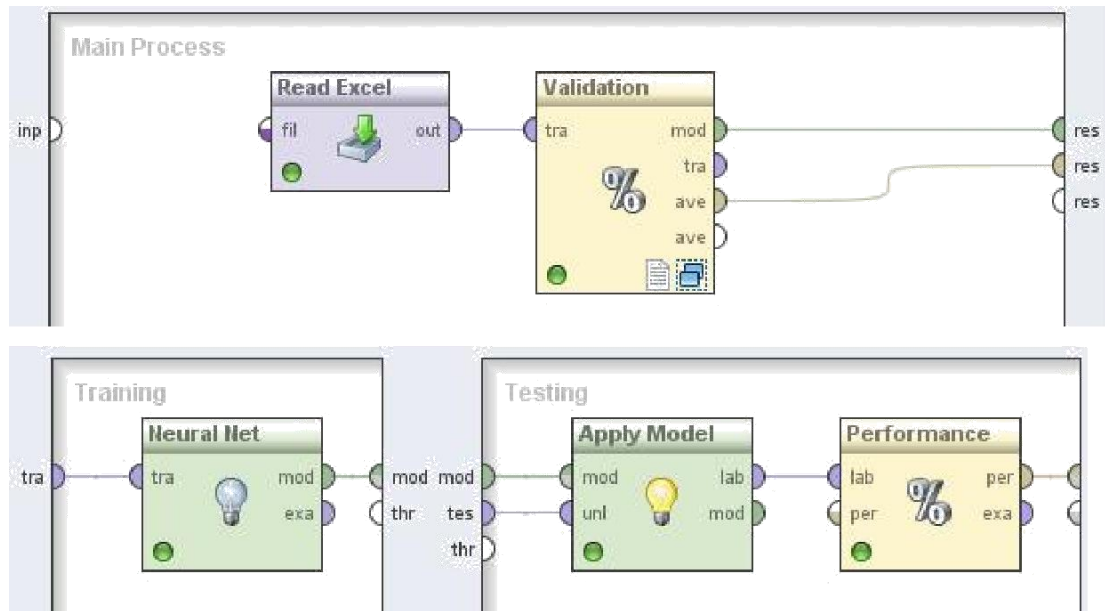 Main Process
Read Excel
Validation
inp
fil
out
tra
mod
res
tra
res
ave
res
ave
Training
Testing
Neural Net
Apply Model
Performance
tra
tra
mod
mod
mod
mod
lab
lab
per
exa
thr
tes
unl
mod
per
exa
thr